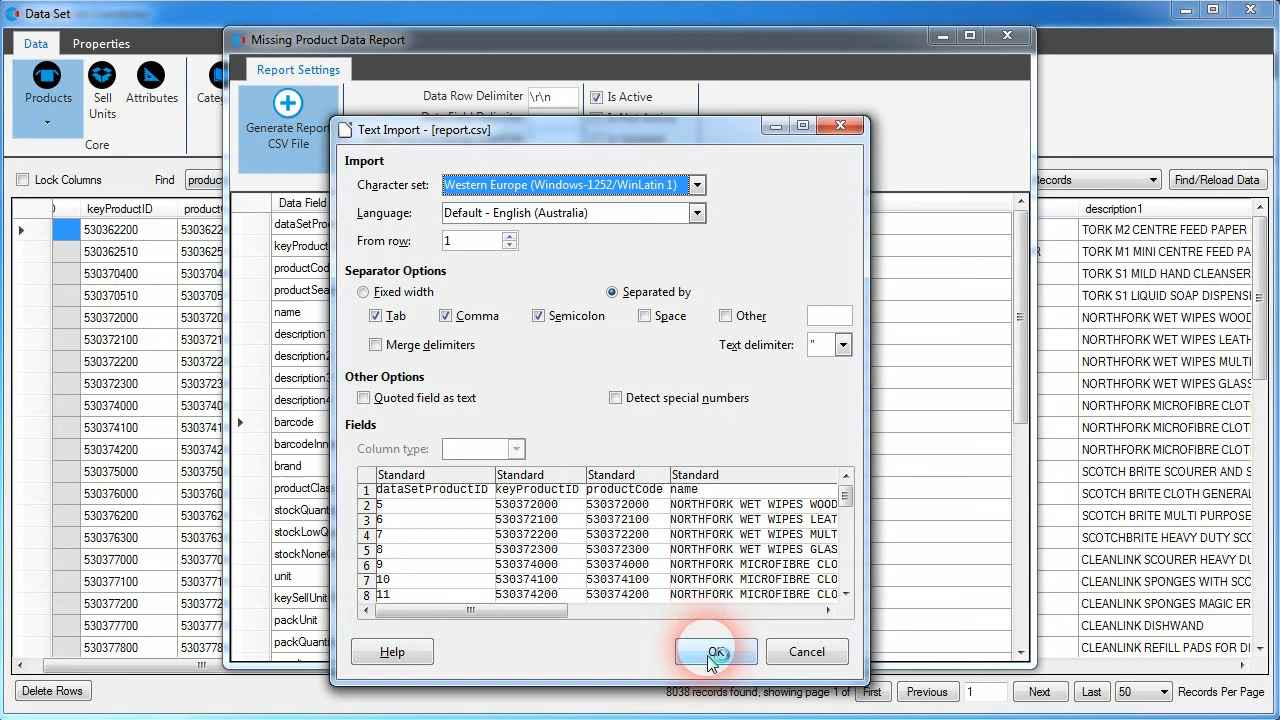 Data Set
Data
Properties
Products
Sell
Units
Attributes
Core
Lock Columns
Find
Find/Reload Data
keyProductID
description1
530362200
530362510
530370400
530370510
530372000
530372100
530372200
530372300
530374000
530374100
530374200
530375000
530376100
530376200
530377000
530377100
530377200
530377700
530377800
TORK M2 CENTRE FEED PAPER
TORK M1 MINI CENTRE FEED PA
TORK S1 MILD HAND CLEANSER
TORK S1 LIQUID SOAP DISPENS
NORTHFORK WET WIPES WOOD
NORTHFORK WET WIPES LEATH
NORTHFORK WET WIPES MULTI
NORTHFORK WET WIPES GLASS
NORTHFORK MICROFIBRE CLOT
NORTHFORK MICROFIBRE CLOTH
NORTHFORK MICROFIBRE CLOT
SCOTCH BRITE SCOURER AND S
SCOTCH BRITE CLOTH GENERAL
SCOTCH BRITE MULTI PURPOSE
SCOTCHBRITE HEAVY DUTY SCO
CLEANLINK SCOURER HEAVY DU
CLEANLINK SPONGES WITH SCO
CLEANLINK SPONGES MAGIC ER
CLEANLINK DISHWAND
CLEANLINK REFILL PADS FOR DI
Delete Rows
8038 records found, showing page 1 of
First
Previous
1
Next
Last
50
Records Per Page
Missing Product Data Report
Report Settings
Generate Repor
CSV File
Data Row Delimiter
\r\n
Is Active
Data Field
dataSetPro
keyProduct
productCod
productSea
name
description
description2
description3
description4
barcode
barcodeInn
brand
productClas
stockQuant
stockLowQ
stockNone
unit
keySellUnit
packUnit
packQuantit
Text Import - [report.csv]
Import
Character set:
Western Europe (Windows-1252/WinLatin 1)
Language:
Default - English (Australia)
From row:
1
Separator Options
Fixed width
Separated by
Tab
Comma
Semicolon
Space
Other
Merge delimiters
Text delimiter:
"
Other Options
Quoted field as text
Detect special numbers
Fields
Column type:
Standard Standard Standard Standard
1 dataSetProductID keyProductID productCode name
2 5 530372000 530372000 NORTHFORK WET WIPES WOOD
3 6 530372100 530372100 NORTHFORK WET WIPES LEAT
4 7 530372200 530372200 NORTHFORK WET WIPES MULT
5 8 530372300 530372300 NORTHFORK WET WIPES GLAS
6 9 530374000 530374000 NORTHFORK MICROFIBRE CLO
7 10 530374100 530374100 NORTHFORK MICROFIBRE CLO
8 11 530374200 530374200 NORTHFORK MICROFIBRE CLO
Help
OK
Cancel